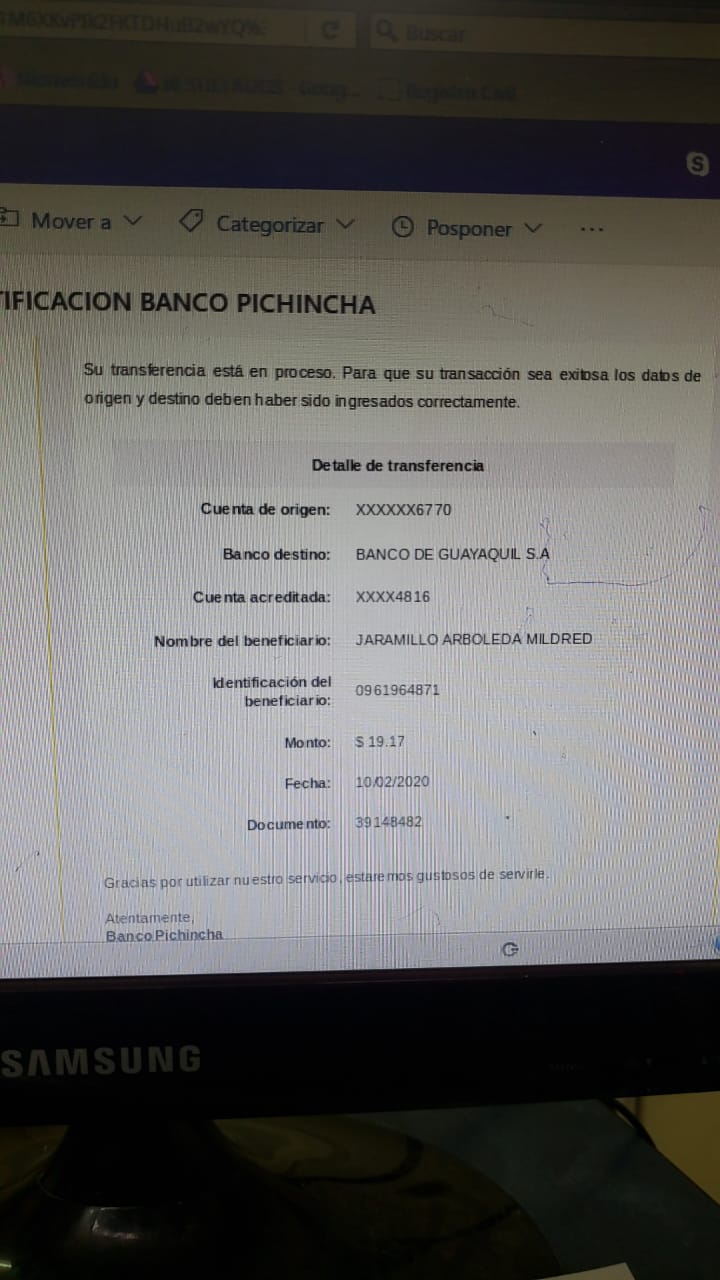 Buscar
Registro Civil
Mover a
Categorizar
Posponer
...
TIFICACION BANCO PICHINCHA
Su transferencia está en proceso. Para que su transacción sea exitosa los datos de
origen y destino deben haber sido ingresados correctamente.
Detalle de transferencia
Cuenta de origen: XXXXXX6770
Banco destino: BANCO DE GUAYAQUIL S.A
Cuenta acreditada: XXXX4816
Nombre del beneficiario: JARAMILLO ARBOLEDA MILDRED
Identificación del
beneficiario: 0961964871
Monto: $ 19.17
Fecha: 10/02/2020
Documento: 39148482
Gracias por utilizar nuestro servicio, estaremos gustosos de servirle.
Atentamente,
Banco Pichincha
SAMSUNG